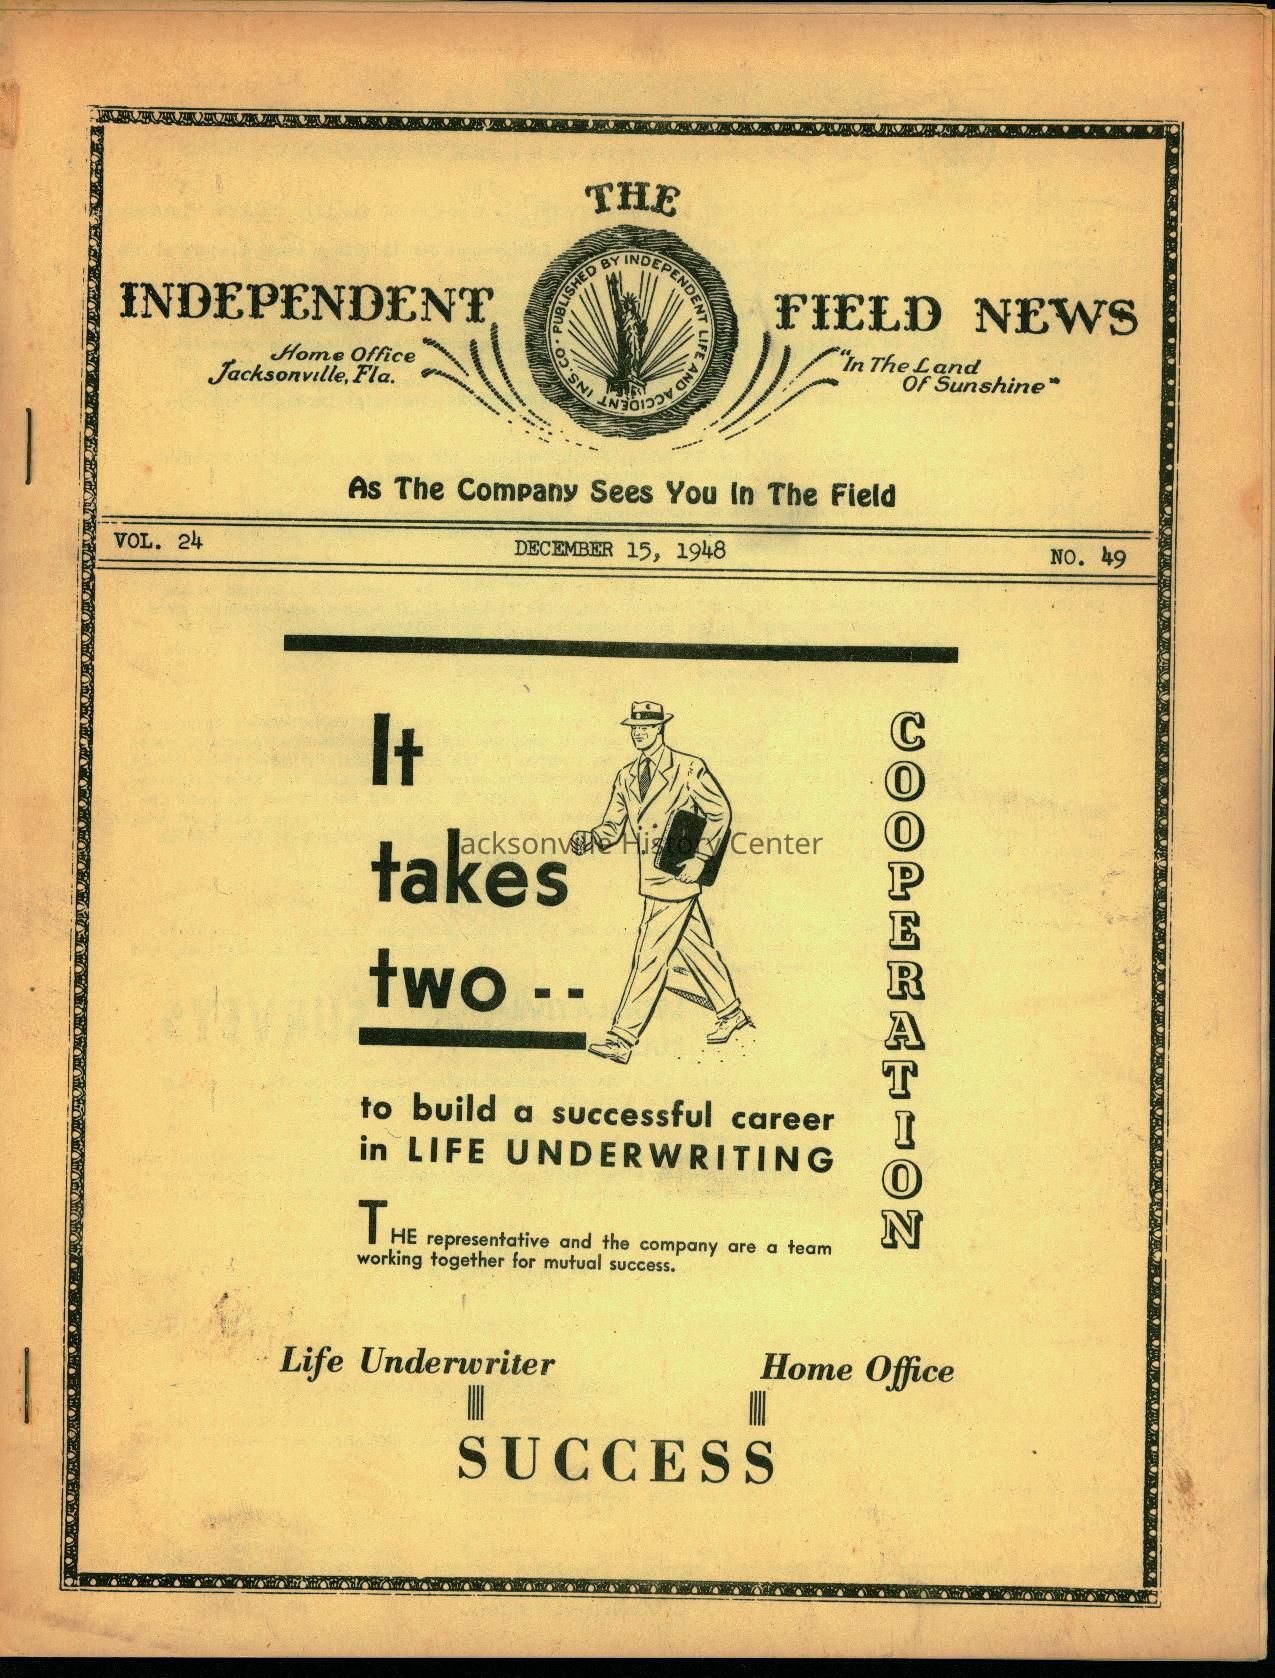 THE
INDEPENDENT FIELD NEWS
PUBLISHED BY INDEPENDENT LIFE AND ACCIDENT INS. CO.
Home Office
Jacksonville, Fla.
"In The Land
Of Sunshine"
As The Company Sees You In The Field
VOL. 24 DECEMBER 15, 1948 NO. 49
It
takes
two --
COOPERATION
Jacksonville History Center
to build a successful career
in LIFE UNDERWRITING
THE representative and the company are a team
working together for mutual success.
Life Underwriter Home Office
SUCCESS